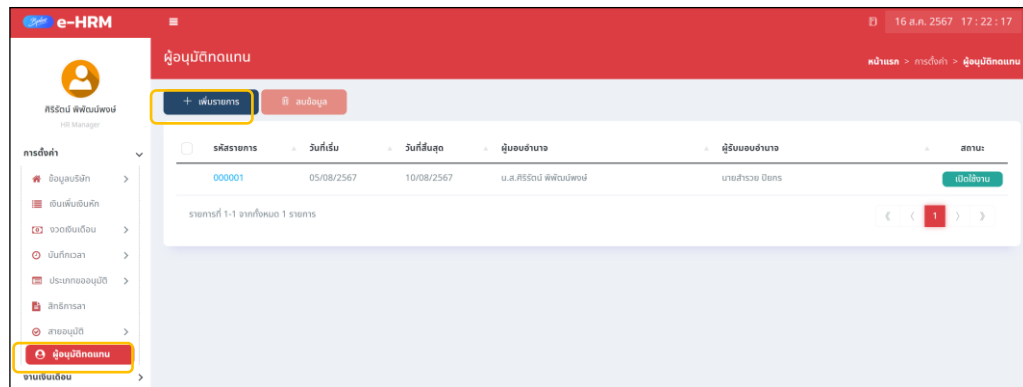 e-HRM
16 ส.ค. 2567 17 : 22 : 17
ผู้อนุมัติทดแทน
หน้าแรก > การตั้งค่า > ผู้อนุมัติทดแทน
ศิริรัตน์ พิพัฒน์พงษ์
HR Manager
+ เพิ่มรายการ
ลบข้อมูล
การตั้งค่า
ข้อมูลบริษัท
เงินเพิ่มเงินหัก
งวดเงินเดือน
บันทึกเวลา
ประเภทขออนุมัติ
สิทธิการลา
สายอนุมัติ
ผู้อนุมัติทดแทน
งานเงินเดือน
รหัสรายการ วันที่เริ่ม วันที่สิ้นสุด ผู้มอบอำนาจ ผู้รับมอบอำนาจ สถานะ
000001 05/08/2567 10/08/2567 น.ส.ศิริรัตน์ พิพัฒน์พงษ์ นายสำรวย ปิยกร เปิดใช้งาน
รายการที่ 1-1 จากทั้งหมด 1 รายการ
1